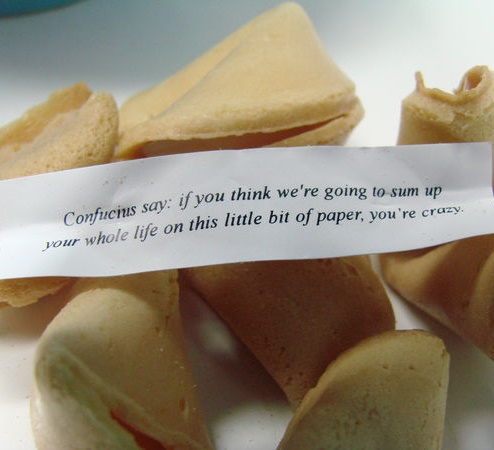 Confucius say: if you think we're going to sum up
your whole life on this little bit of paper, you're crazy.